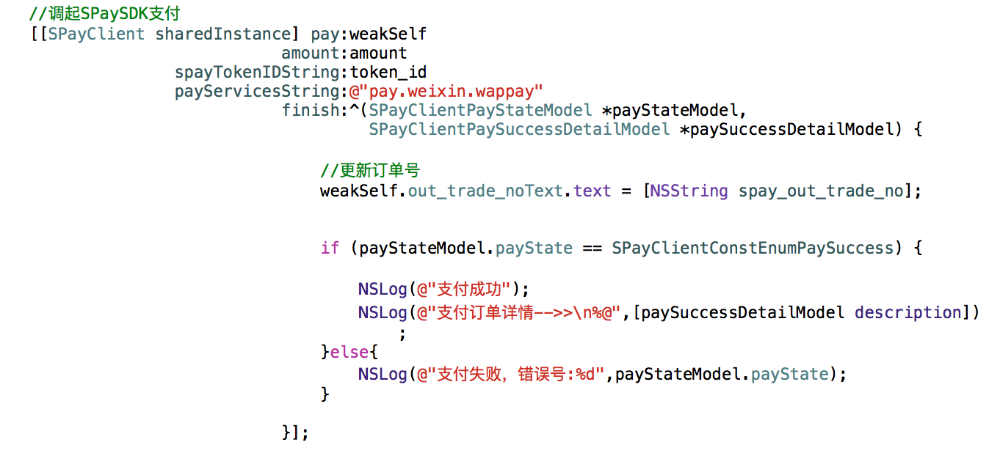 //调起SPaySDK支付
[[SPayClient sharedInstance] pay:weakSelf
amount:amount
spayTokenIDString:token_id
payServicesString:@"pay.weixin.wappay"
finish:^(SPayClientPayStateModel *payStateModel,
SPayClientPaySuccessDetailModel *paySuccessDetailModel) {
//更新订单号
weakSelf.out_trade_noText.text = [NSString spay_out_trade_no];
if (payStateModel.payState == SPayClientConstEnumPaySuccess) {
NSLog(@"支付成功");
NSLog(@"支付订单详情-->>\n%@",[paySuccessDetailModel description])
;
}else{
NSLog(@"支付失败，错误号:%d",payStateModel.payState);
}
}];